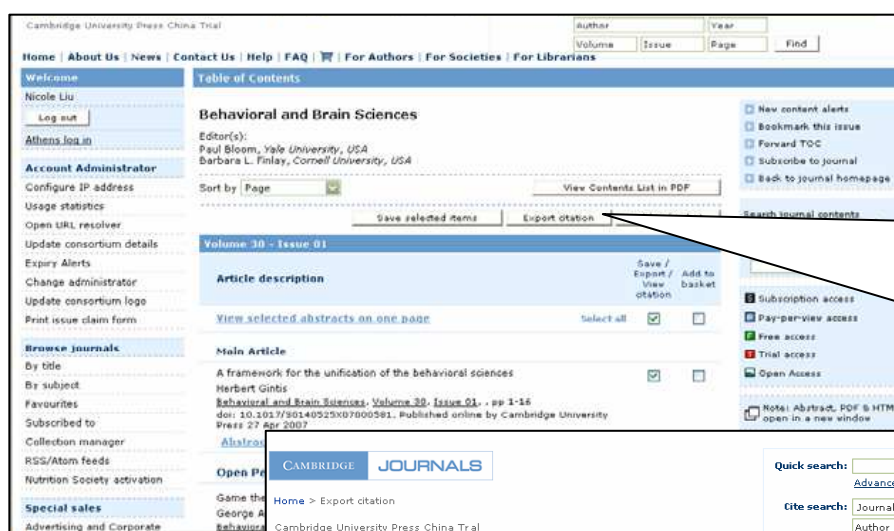 Cambridge University Press China Trial
Author
Year
Volume
Issue
Page
Find
Home | About Us | News | Contact Us | Help | FAQ | | For Authors | For Societies | For Librarians
Welcome
Nicole Liu
Log out
Athens log in
Account Administrator
Configure IP address
Usage statistics
Open URL resolver
Update consortium details
Expiry Alerts
Change administrator
Update consortium logo
Print issue claim form
Browse journals
By title
By subject
Favourites
Subscribed to
Collection manager
RSS/Atom feeds
Nutrition Society activation
Special sales
Advertising and Corporate
Table of Contents
Behavioral and Brain Sciences
Editor(s):
Paul Bloom, Yale University, USA
Barbara L. Finlay, Cornell University, USA
Sort by Page
View Contents List in PDF
Save selected items
Export citation
Volume 30 - Issue 01
Article description
Save /
Export /
View
citation
Add to
basket
View selected abstracts on one page
Select all
Main Article
A framework for the unification of the behavioral sciences
Herbert Gintis
Behavioral and Brain Sciences, Volume 30, Issue 01, , pp 1-16
doi: 10.1017/S0140525X07000581, Published online by Cambridge University
Press 27 Apr 2007
Abstrac
Open Pe
Game the
George A
Behaviora
New content alerts
Bookmark this issue
Forward TOC
Subscribe to journal
Back to journal homepage
Search journal contents
S Subscription access
P Pay-per-view access
F Free access
T Trial access
Open Access
Note: Abstract, PDF & HTM
open in a new window
CAMBRIDGE JOURNALS
Home > Export citation
Cambridge University Press China Trial
Quick search:
Advance
Cite search: Journal
Author